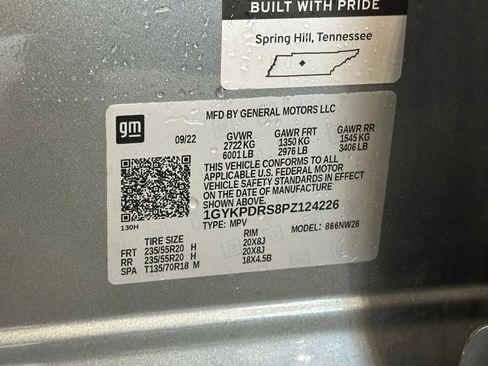 BUILT WITH PRIDE
Spring Hill, Tennessee
gm
MFD BY GENERAL MOTORS LLC
09/22 GVWR GAWR FRT GAWR RR
2722 KG 1350 KG 1545 KG
6001 LB 2976 LB 3406 LB
THIS VEHICLE CONFORMS TO ALL
APPLICABLE U.S. FEDERAL MOTOR
VEHICLE SAFETY STANDARDS IN
EFFECT ON THE DATE OF
MANUFACTURE SHOWN ABOVE.
1GYKPDRS8PZ124226
130H TYPE: MPV MODEL: 866NW26
TIRE SIZE RIM
FRT 235/55R20 H 20X8J
RR 235/55R20 H 20X8J
SPA T135/70R18 M 18X4.5B